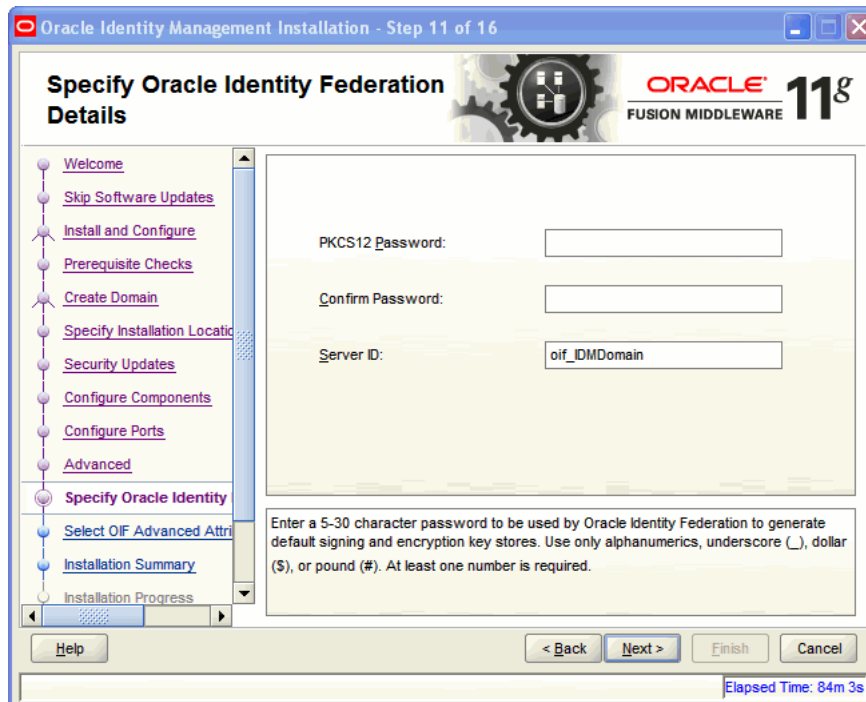 Oracle Identity Management Installation - Step 11 of 16
Specify Oracle Identity Federation
Details
ORACLE
FUSION MIDDLEWARE
11g
Welcome
Skip Software Updates
Install and Configure
Prerequisite Checks
Create Domain
Specify Installation Locatio
Security Updates
Configure Components
Configure Ports
Advanced
Specify Oracle Identity
Select OIF Advanced Attri
Installation Summary
Installation Progress
PKCS12 Password:
Confirm Password:
Server ID:
oif_IDMDomain
Enter a 5-30 character password to be used by Oracle Identity Federation to generate
default signing and encryption key stores. Use only alphanumerics, underscore (_), dollar
($), or pound (#). At least one number is required.
Help
< Back
Next >
Finish
Cancel
Elapsed Time: 84m 3s